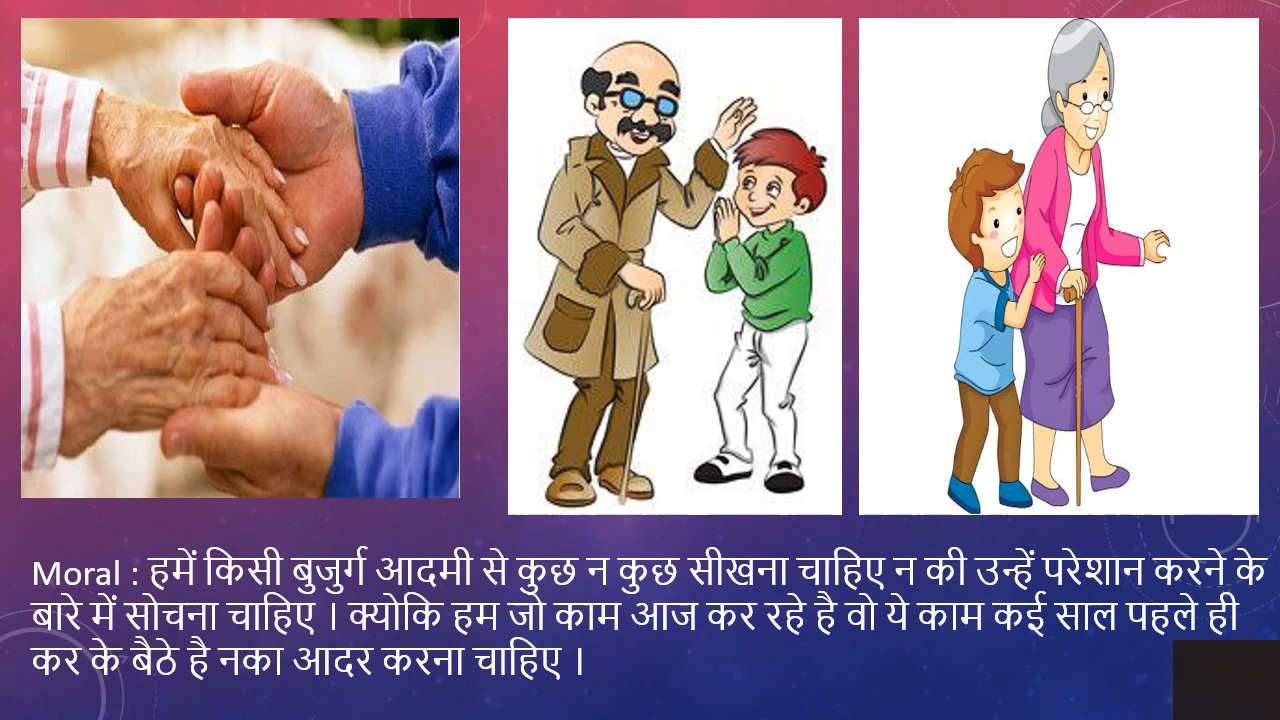 Moral : हमें किसी बुजुर्ग आदमी से कुछ न कुछ सीखना चाहिए न की उन्हें परेशान करने के
बारे में सोचना चाहिए । क्योकि हम जो काम आज कर रहे है वो ये काम कई साल पहले ही
कर के बैठे है नका आदर करना चाहिए ।